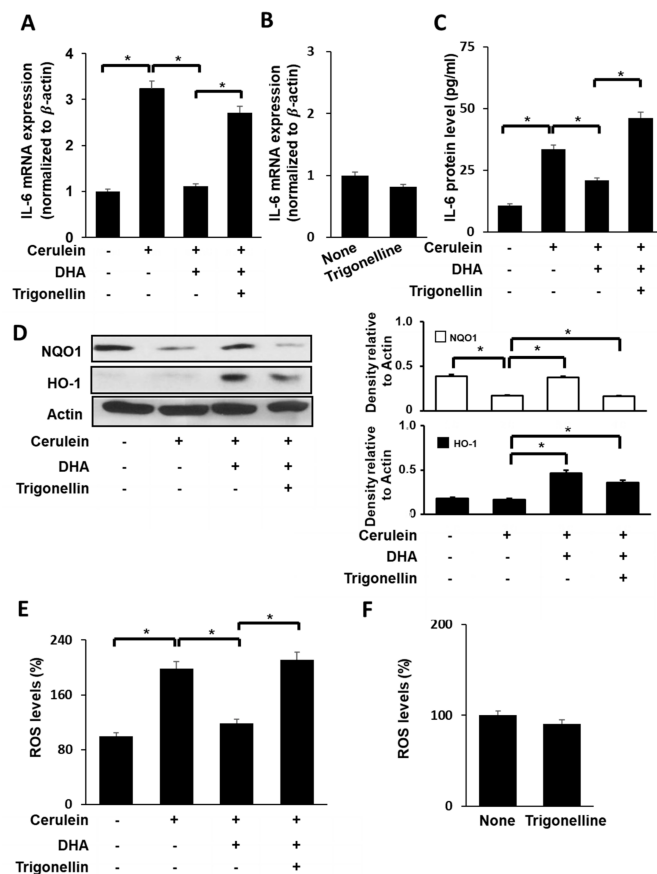 A
IL-6 mRNA expression
(normalized to β-actin)
4
3
2
1
0
*
*
*
Cerulein - + + +
DHA - - + +
Trigonellin - - - +
B
IL-6 mRNA expression
(normalized to β-actin)
3
2
1
0
None
Trigonelline
C
IL-6 protein level (pg/ml)
75
50
25
0
*
*
*
Cerulein - + + +
DHA - - + +
Trigonellin - - - +
D
NQO1
HO-1
Actin
Cerulein - + + +
DHA - - + +
Trigonellin - - - +
Density relative
to Actin
1.0
0.5
0.0
NQO1
*
*
*
Density relative
to Actin
1.0
0.5
0
HO-1
*
*
Cerulein - + + +
DHA - - + +
Trigonellin - - - +
E
ROS levels (%)
240
160
80
0
*
*
*
Cerulein - + + +
DHA - - + +
Trigonellin - - - +
F
ROS levels (%)
200
100
0
None Trigonelline